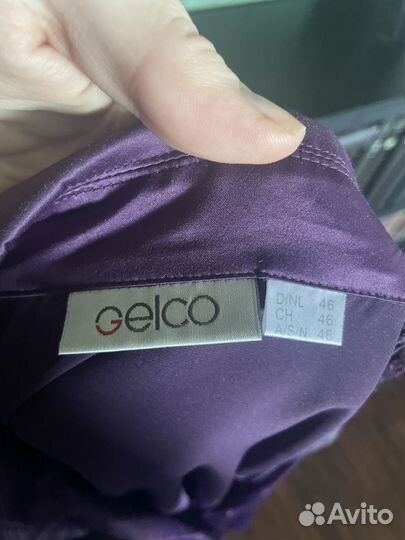 Gelco
D/NL 46
CH. 46
A/S/N. 46
Avito